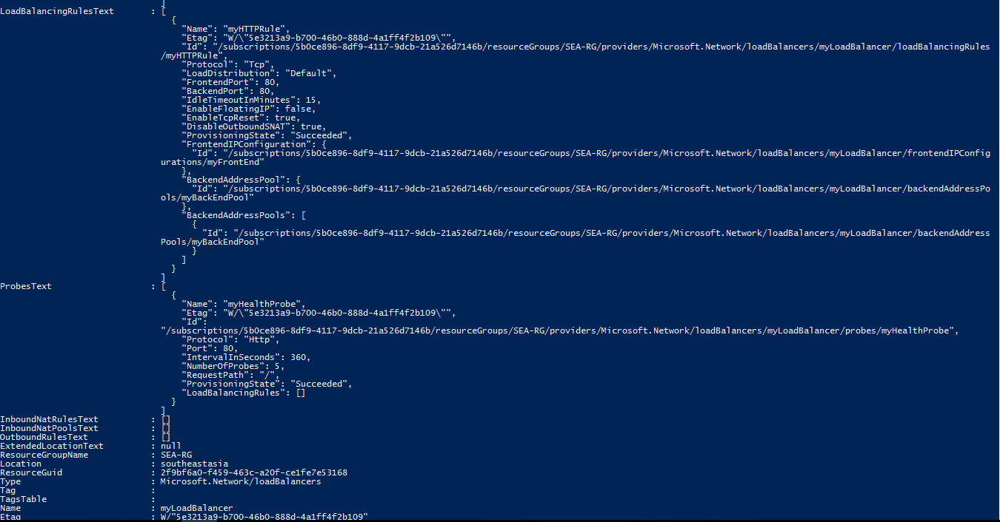 ]
LoadBalancingRulesText : [
{
"Name": "myHTTPRule",
"Etag": "W/\"5e3213a9-b700-46b0-888d-4a1ff4f2b109\"",
"Id": "/subscriptions/5b0ce896-8df9-4117-9dcb-21a526d7146b/resourceGroups/SEA-RG/providers/Microsoft.Network/loadBalancers/myLoadBalancer/loadBalancingRules
/myHTTPRule",
"Protocol": "Tcp",
"LoadDistribution": "Default",
"FrontendPort": 80,
"BackendPort": 80,
"IdleTimeoutInMinutes": 15,
"EnableFloatingIP": false,
"EnableTcpReset": true,
"DisableOutboundSNAT": true,
"ProvisioningState": "Succeeded",
"FrontendIPConfiguration": {
"Id": "/subscriptions/5b0ce896-8df9-4117-9dcb-21a526d7146b/resourceGroups/SEA-RG/providers/Microsoft.Network/loadBalancers/myLoadBalancer/frontendIPConfig
urations/myFrontEnd"
},
"BackendAddressPool": {
"Id": "/subscriptions/5b0ce896-8df9-4117-9dcb-21a526d7146b/resourceGroups/SEA-RG/providers/Microsoft.Network/loadBalancers/myLoadBalancer/backendAddressPo
ols/myBackEndPool"
},
"BackendAddressPools": [
{
"Id": "/subscriptions/5b0ce896-8df9-4117-9dcb-21a526d7146b/resourceGroups/SEA-RG/providers/Microsoft.Network/loadBalancers/myLoadBalancer/backendAddress
Pools/myBackEndPool"
}
]
}
]
ProbesText : [
{
"Name": "myHealthProbe",
"Etag": "W/\"5e3213a9-b700-46b0-888d-4a1ff4f2b109\"",
"Id":
"/subscriptions/5b0ce896-8df9-4117-9dcb-21a526d7146b/resourceGroups/SEA-RG/providers/Microsoft.Network/loadBalancers/myLoadBalancer/probes/myHealthProbe",
"Protocol": "Http",
"Port": 80,
"IntervalInSeconds": 360,
"NumberOfProbes": 5,
"RequestPath": "/",
"ProvisioningState": "Succeeded",
"LoadBalancingRules": []
}
]
InboundNatRulesText : []
InboundNatPoolsText : []
OutboundRulesText : []
ExtendedLocationText : null
ResourceGroupName : SEA-RG
Location : southeastasia
ResourceGuid : 2f9bf6a0-f459-463c-a20f-ce1fe7e53168
Type : Microsoft.Network/loadBalancers
Tag :
TagsTable :
Name : myLoadBalancer
Etag : W/"5e3213a9-b700-46b0-888d-4a1ff4f2b109"